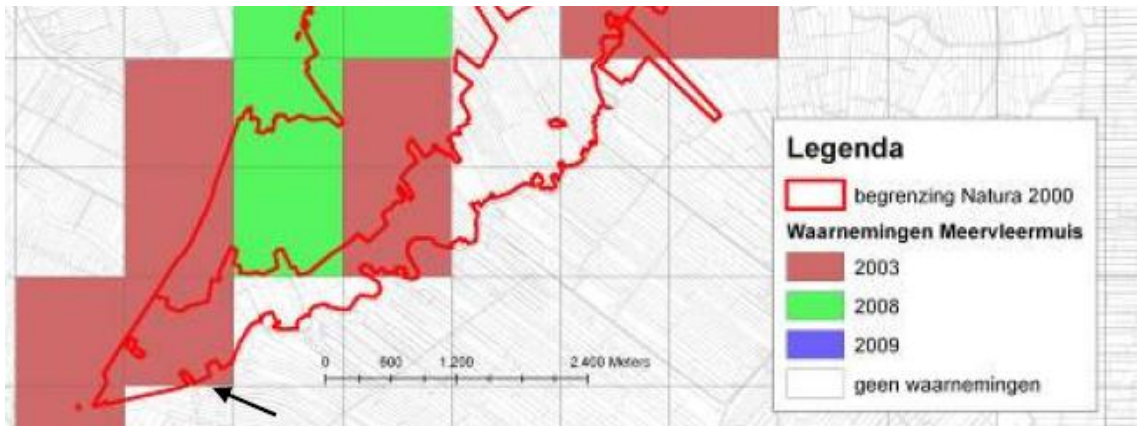 Legenda
begrenzing Natura 2000
Waarnemingen Meervleermuis
2003
2008
2009
geen waarnemingen
0 600 1.200 2.400 Meters